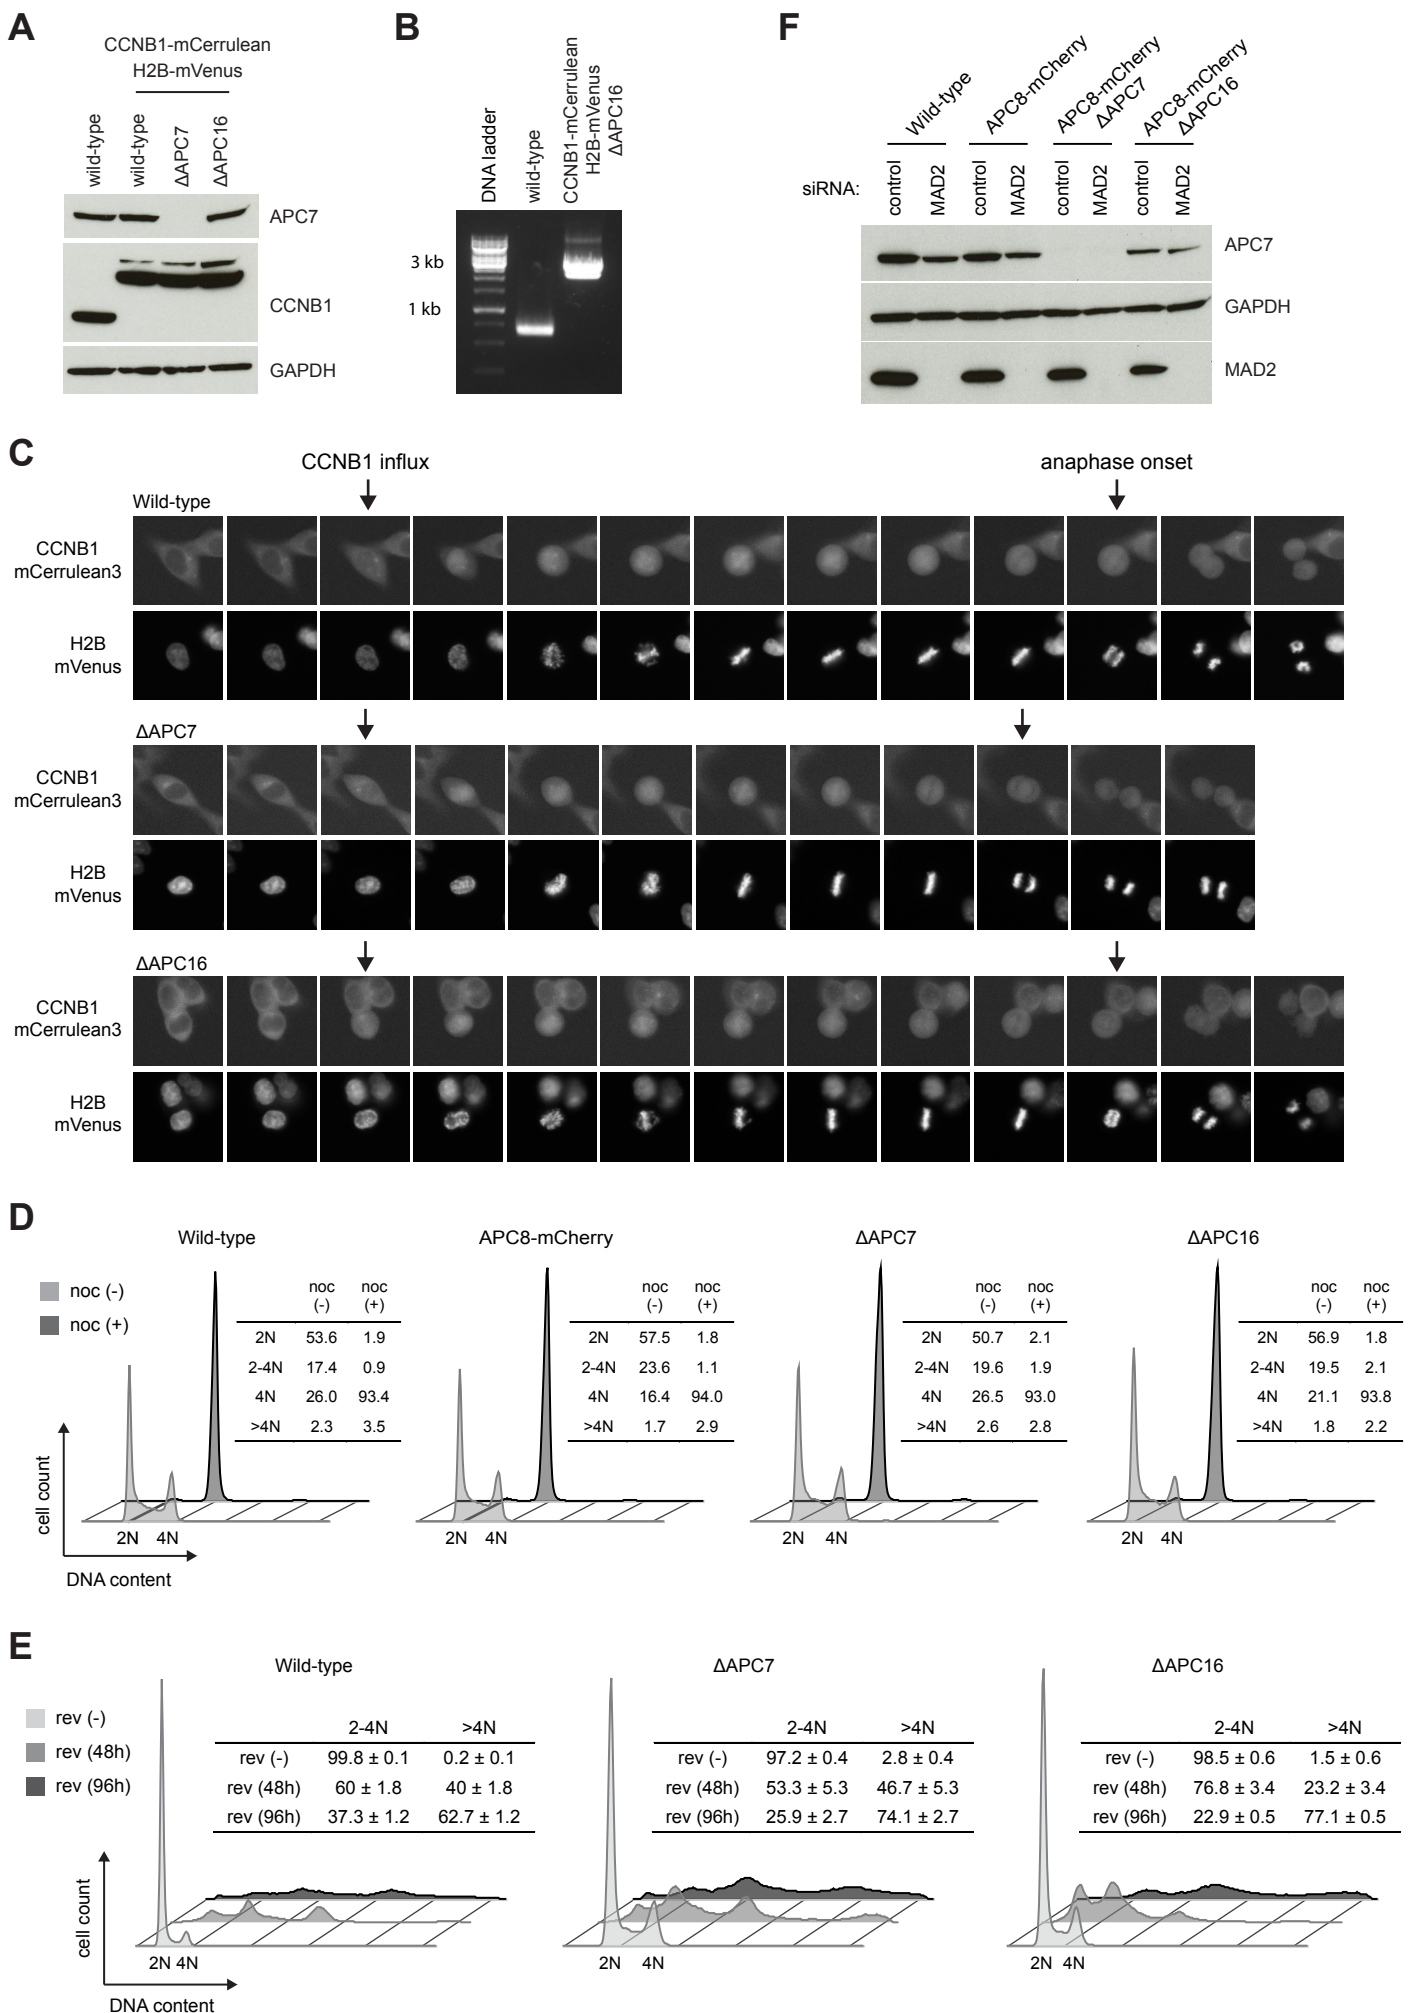 A
CCNB1-mCerrulean
H2B-mVenus
wild-type
wild-type
ΔAPC7
ΔAPC16
APC7
CCNB1
GAPDH
B
DNA ladder
wild-type
CCNB1-mCerrulean
H2B-mVenus
ΔAPC16
3 kb
1 kb
F
Wild-type
APC8-mCherry
APC8-mCherry
ΔAPC7
APC8-mCherry
ΔAPC16
siRNA:
control
MAD2
control
MAD2
control
MAD2
control
MAD2
APC7
GAPDH
MAD2
C
CCNB1 influx
anaphase onset
Wild-type
CCNB1
mCerrulean3
H2B
mVenus
ΔAPC7
CCNB1
mCerrulean3
H2B
mVenus
ΔAPC16
CCNB1
mCerrulean3
H2B
mVenus
D
noc (-)
noc (+)
Wild-type
noc (-) noc (+)
2N 53.6 1.9
2-4N 17.4 0.9
4N 26.0 93.4
>4N 2.3 3.5
2N 4N
cell count
DNA content
APC8-mCherry
noc (-) noc (+)
2N 57.5 1.8
2-4N 23.6 1.1
4N 16.4 94.0
>4N 1.7 2.9
2N 4N
ΔAPC7
noc (-) noc (+)
2N 50.7 2.1
2-4N 19.6 1.9
4N 26.5 93.0
>4N 2.6 2.8
2N 4N
ΔAPC16
noc (-) noc (+)
2N 56.9 1.8
2-4N 19.5 2.1
4N 21.1 93.8
>4N 1.8 2.2
2N 4N
E
rev (-)
rev (48h)
rev (96h)
Wild-type
2-4N >4N
rev (-) 99.8 ± 0.1 0.2 ± 0.1
rev (48h) 60 ± 1.8 40 ± 1.8
rev (96h) 37.3 ± 1.2 62.7 ± 1.2
2N 4N
cell count
DNA content
ΔAPC7
2-4N >4N
rev (-) 97.2 ± 0.4 2.8 ± 0.4
rev (48h) 53.3 ± 5.3 46.7 ± 5.3
rev (96h) 25.9 ± 2.7 74.1 ± 2.7
2N 4N
ΔAPC16
2-4N >4N
rev (-) 98.5 ± 0.6 1.5 ± 0.6
rev (48h) 76.8 ± 3.4 23.2 ± 3.4
rev (96h) 22.9 ± 0.5 77.1 ± 0.5
2N 4N